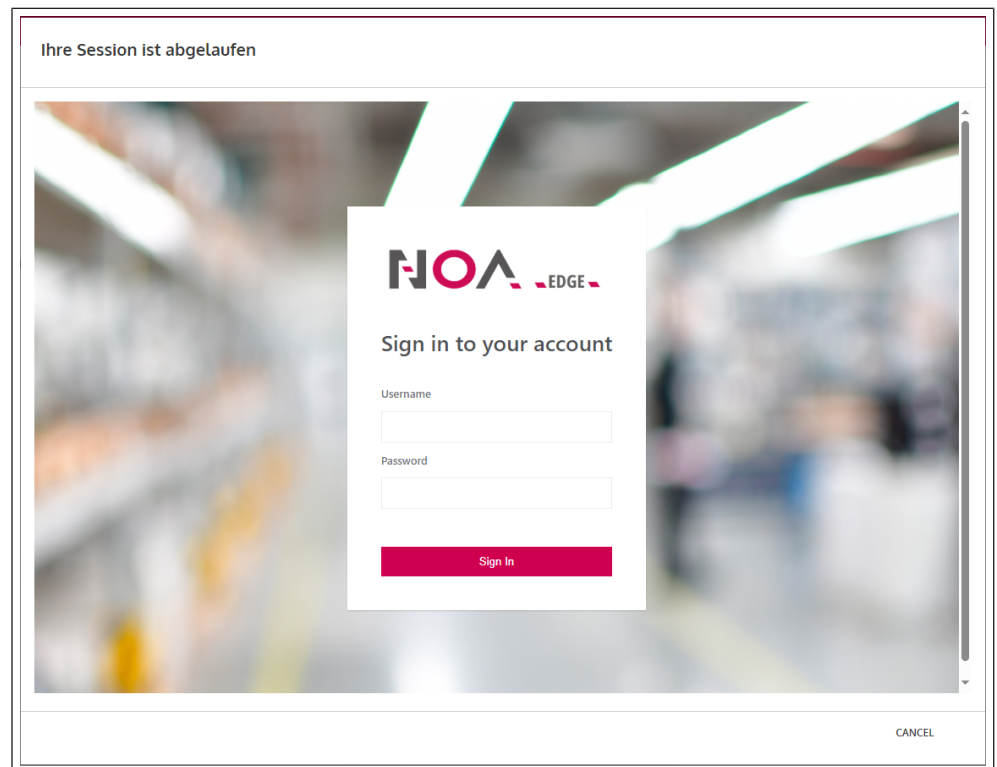 Ihre Session ist abgelaufen
NOA EDGE
Sign in to your account
Username
Password
Sign In
CANCEL